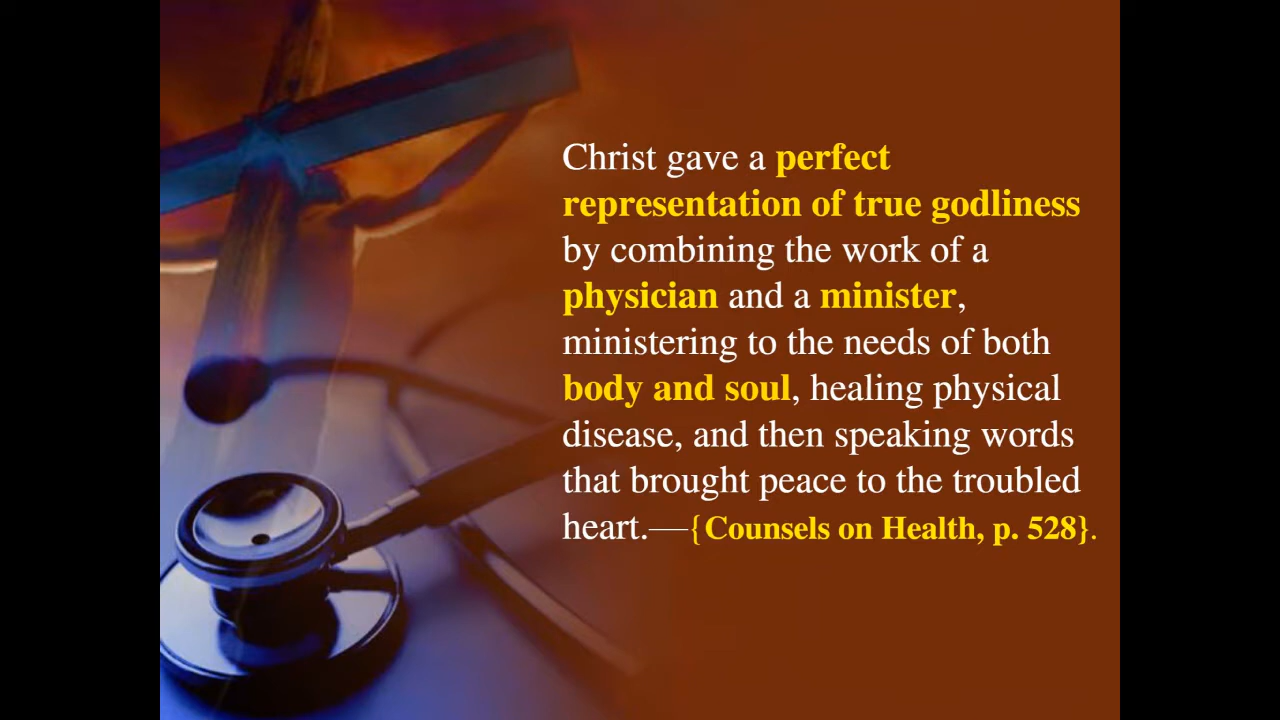 Christ gave a perfect
representation of true godliness
by combining the work of a
physician and a minister,
ministering to the needs of both
body and soul, healing physical
disease, and then speaking words
that brought peace to the troubled
heart.—{Counsels on Health, p. 528}.